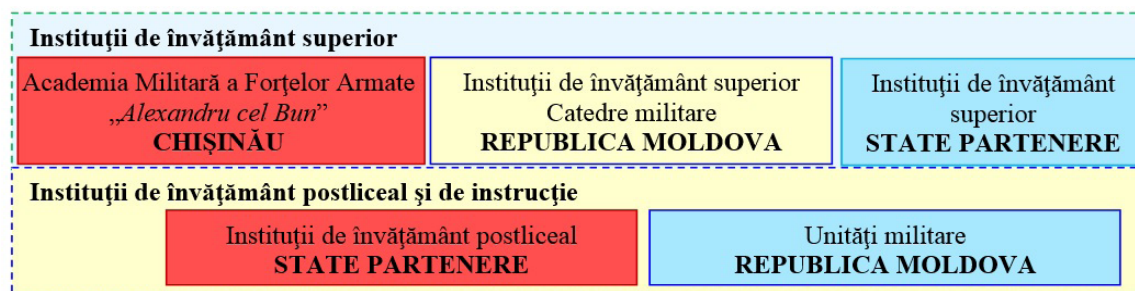 Instituţii de învăţământ superior
Academia Militară a Forţelor Armate
„Alexandru cel Bun”
CHIŞINĂU
Instituţii de învăţământ superior
Catedre militare
REPUBLICA MOLDOVA
Instituţii de învăţământ
superior
STATE PARTENERE
Instituţii de învăţământ postliceal şi de instrucţie
Instituţii de învăţământ postliceal
STATE PARTENERE
Unităţi militare
REPUBLICA MOLDOVA